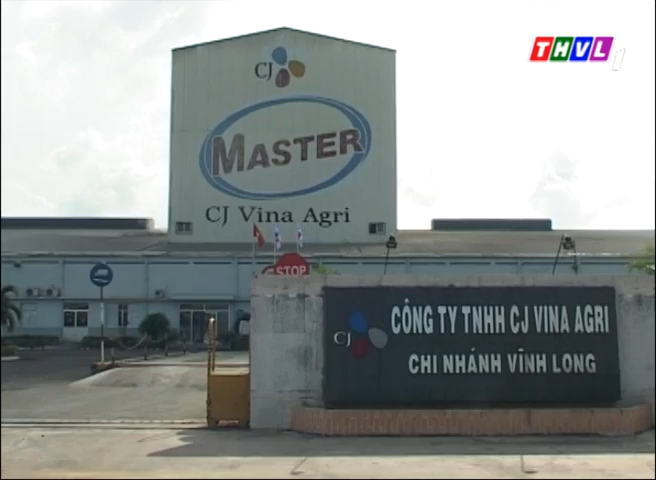 THVL1
CJ
MASTER
CJ Vina Agri
STOP
CJ
CÔNG TY TNHH CJ VINA AGRI
CHI NHÁNH VĨNH LONG